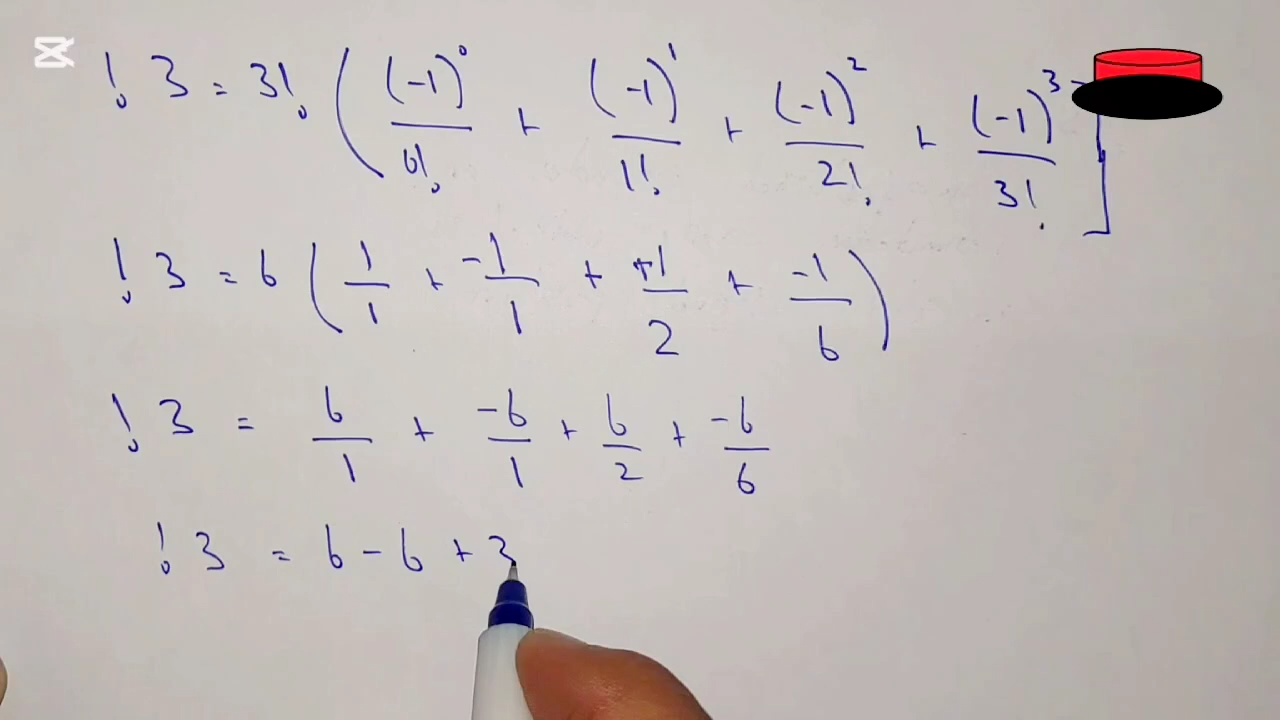 !3 = 3! ( (-1)^0/0! + (-1)^1/1! + (-1)^2/2! + (-1)^3/3! ]
!3 = 6 ( 1/1 + -1/1 + +1/2 + -1/6 )
!3 = 6/1 + -6/1 + 6/2 + -6/6
!3 = 6 - 6 + 3